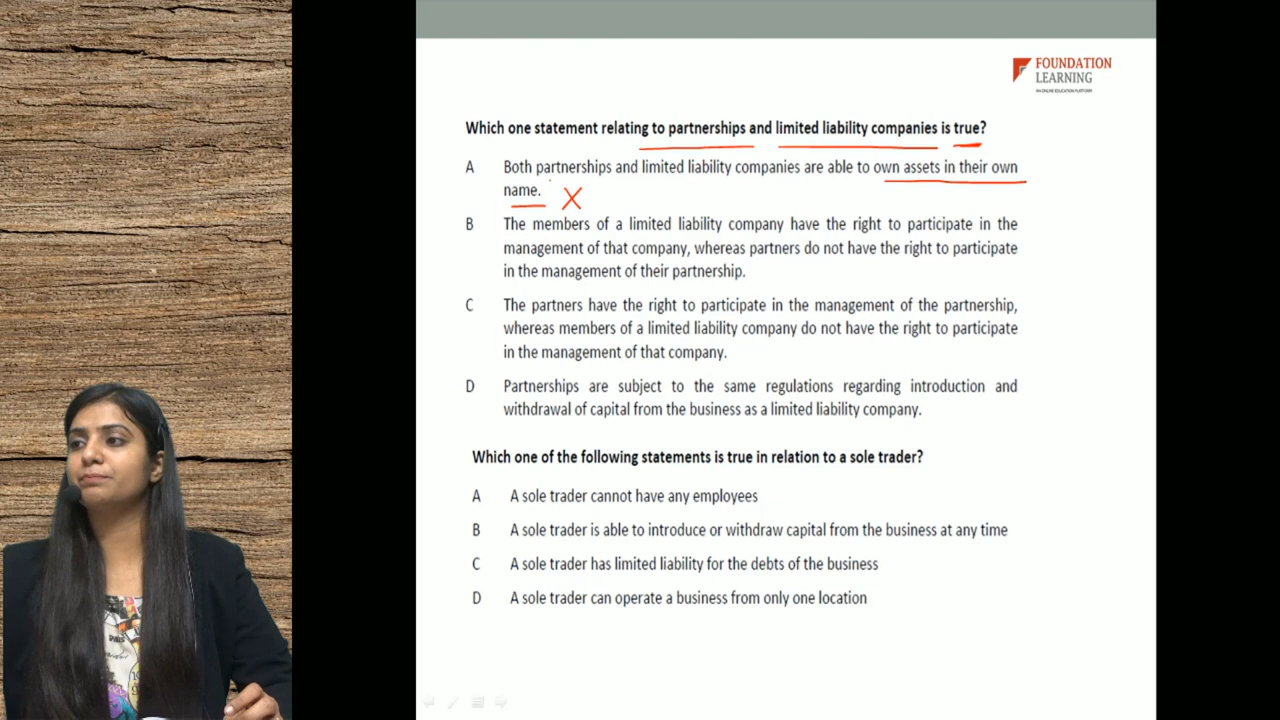 FOUNDATION
LEARNING
AN ONLINE EDUCATION PLATFORM
Which one statement relating to partnerships and limited liability companies is true?
A Both partnerships and limited liability companies are able to own assets in their own
name.
B The members of a limited liability company have the right to participate in the
management of that company, whereas partners do not have the right to participate
in the management of their partnership.
C The partners have the right to participate in the management of the partnership,
whereas members of a limited liability company do not have the right to participate
in the management of that company.
D Partnerships are subject to the same regulations regarding introduction and
withdrawal of capital from the business as a limited liability company.
Which one of the following statements is true in relation to a sole trader?
A A sole trader cannot have any employees
B A sole trader is able to introduce or withdraw capital from the business at any time
C A sole trader has limited liability for the debts of the business
D A sole trader can operate a business from only one location